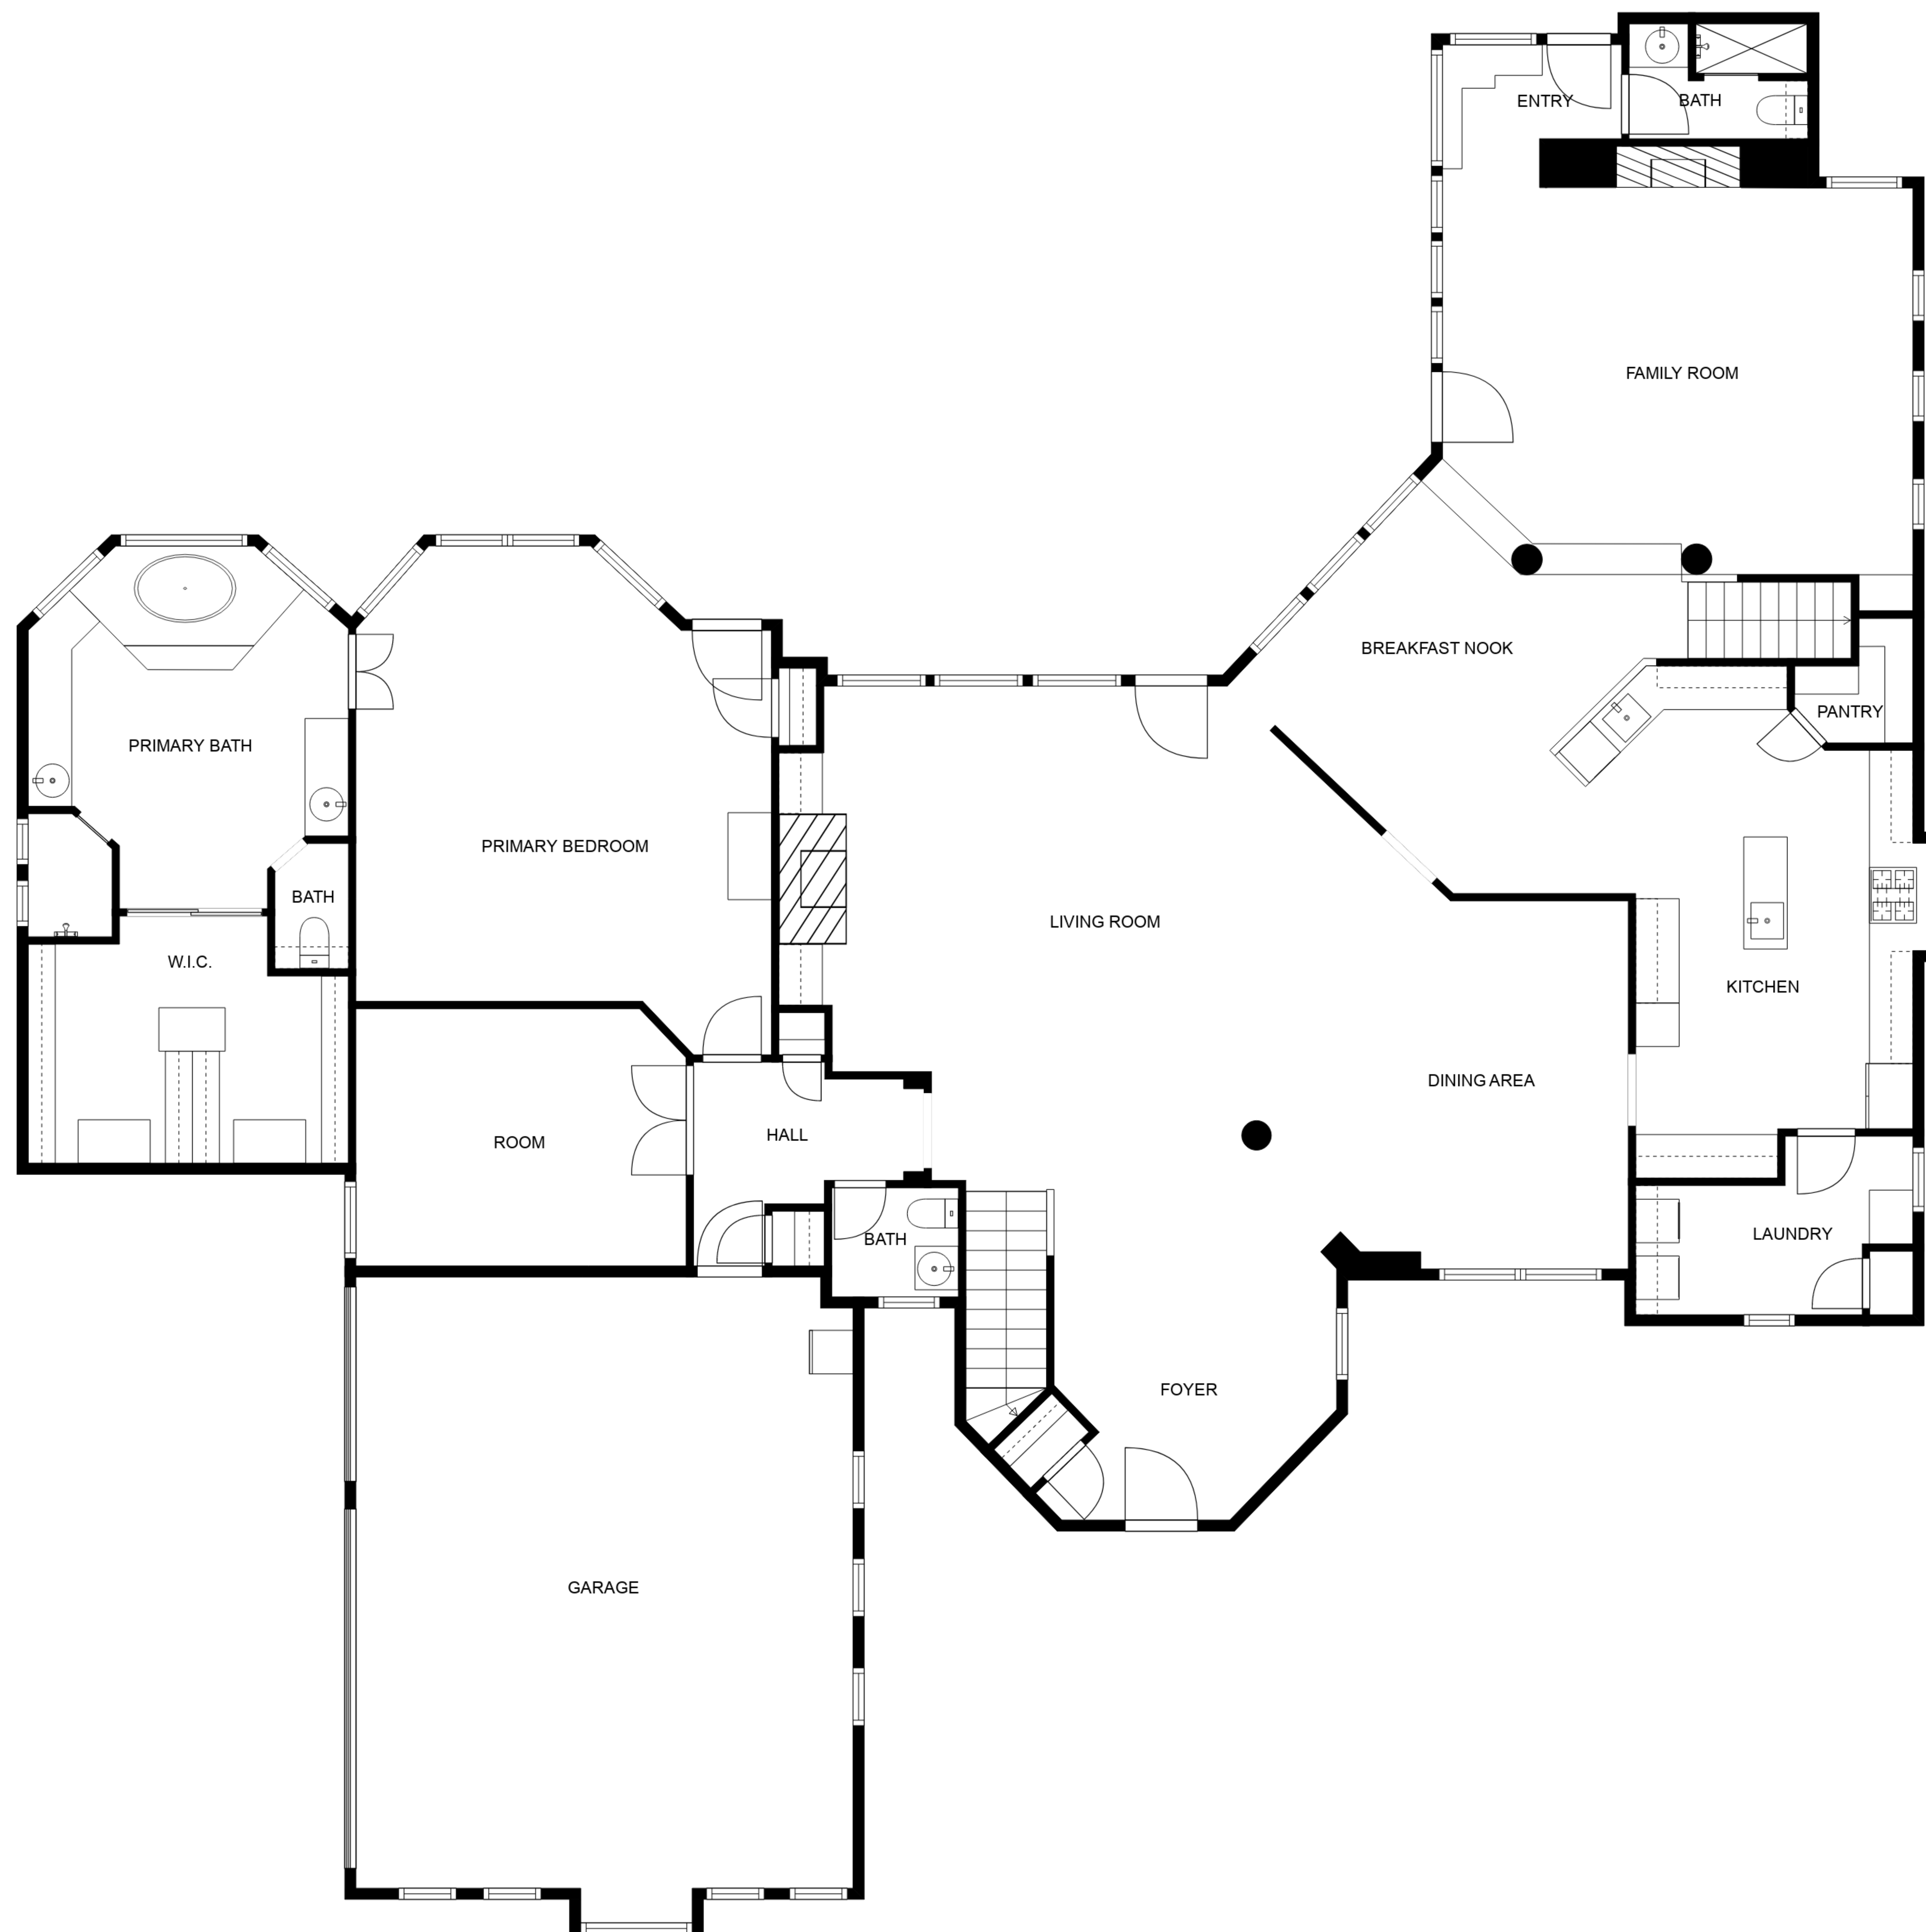 ENTRY
BATH
FAMILY ROOM
BREAKFAST NOOK
PANTRY
PRIMARY BATH
PRIMARY BEDROOM
BATH
LIVING ROOM
W.I.C.
KITCHEN
DINING AREA
HALL
ROOM
BATH
LAUNDRY
FOYER
GARAGE